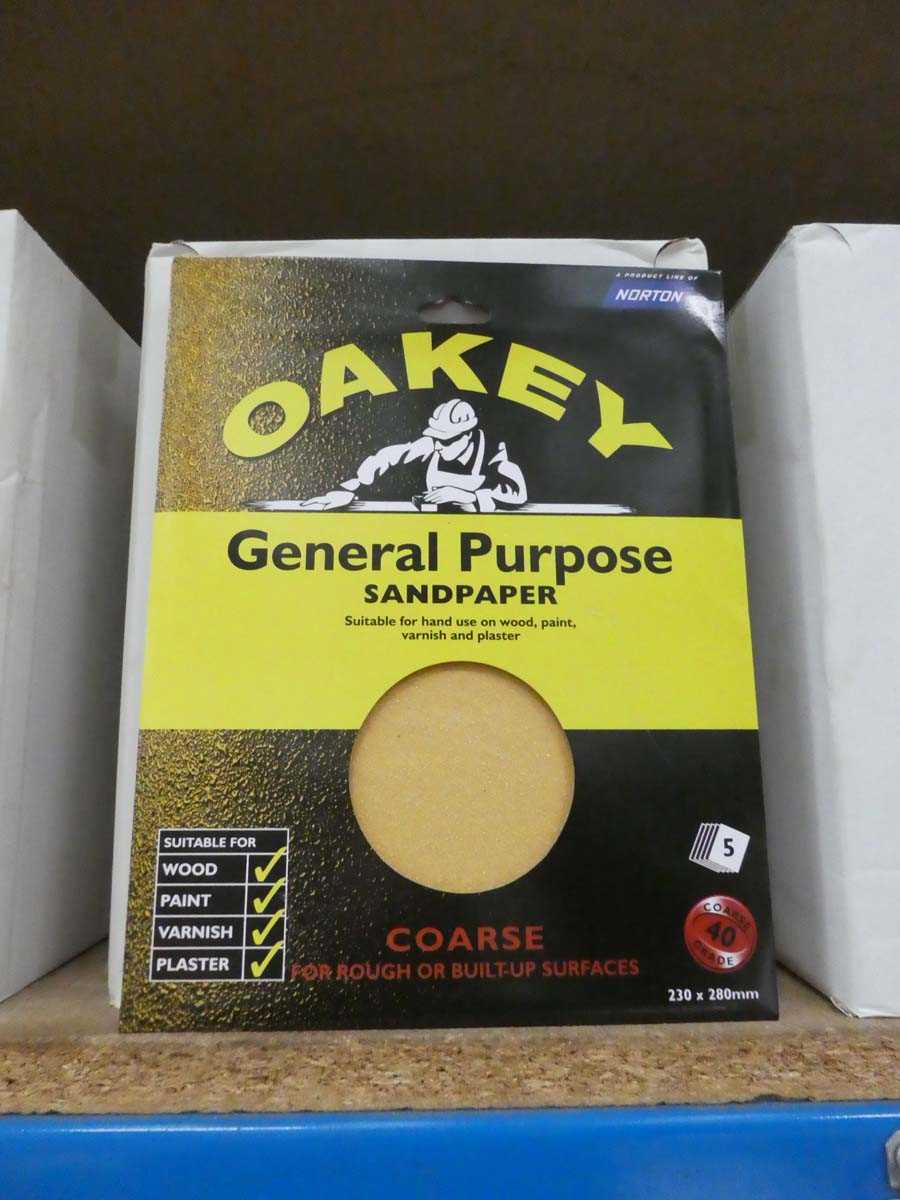 A PRODUCT LINE OF
NORTON
OAKEY
General Purpose
SANDPAPER
Suitable for hand use on wood, paint,
varnish and plaster
SUITABLE FOR
WOOD
PAINT
VARNISH
PLASTER
5
COARSE
40
GRADE
COARSE
FOR ROUGH OR BUILT-UP SURFACES
230 x 280mm